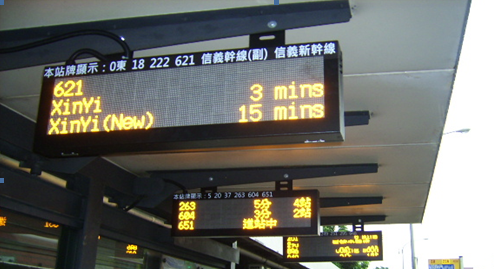 本站牌顯示：0東 18 222 621 信義幹線(副) 信義新幹線
621
XinYi 3 mins
XinYi(New) 15 mins
本站牌顯示： 5 20 37 263 604 651
263 5分 4站
604 3分 2站
651 進站中